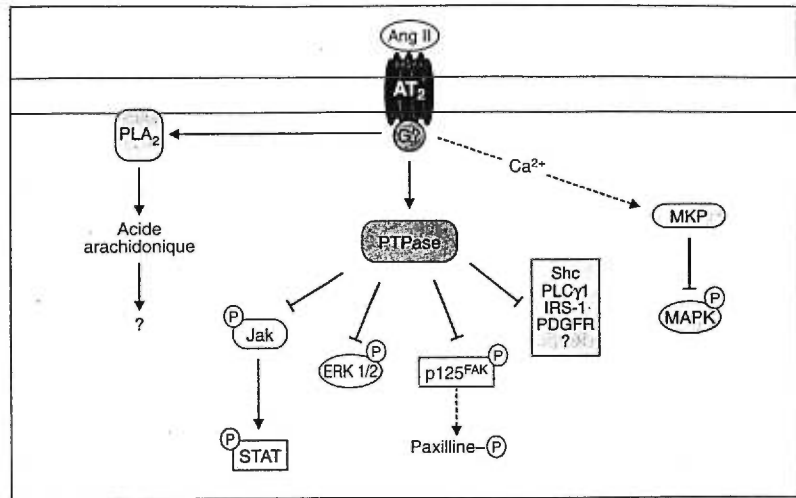 Ang II
AT₂
G?
PLA₂
Ca²⁺
MKP
Acide
arachidonique
PTPase
?
P
Jak
P
ERK 1/2
P
p125FAK
Shc
PLCγ1
IRS-1
PDGFR
?
P
MAPK
P
STAT
Paxilline–P